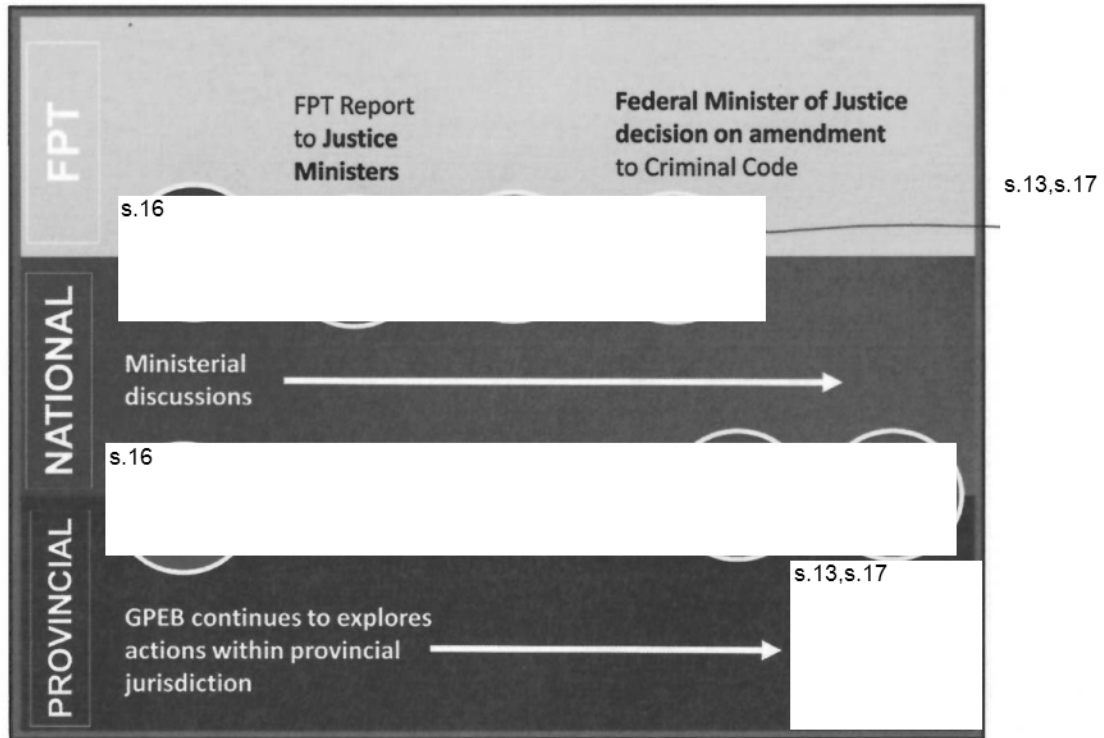 FPT
FPT Report
to Justice
Ministers
Federal Minister of Justice
decision on amendment
to Criminal Code
s.13,s.17
s.16
NATIONAL
Ministerial
discussions
s.16
PROVINCIAL
s.13,s.17
GPEB continues to explores
actions within provincial
jurisdiction